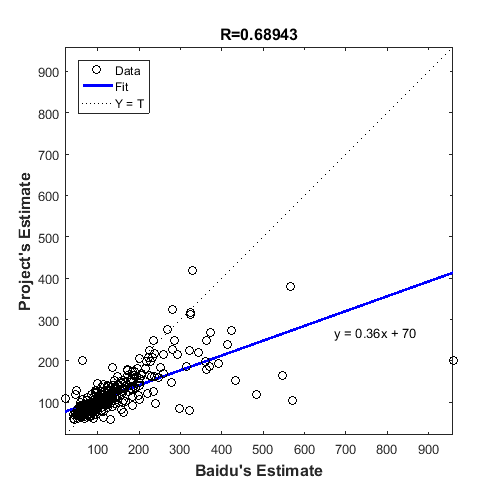 R=0.68943
900
800
700
600
500
400
300
200
100
Project's Estimate
Data
Fit
Y = T
y = 0.36x + 70
100 200 300 400 500 600 700 800 900
Baidu's Estimate